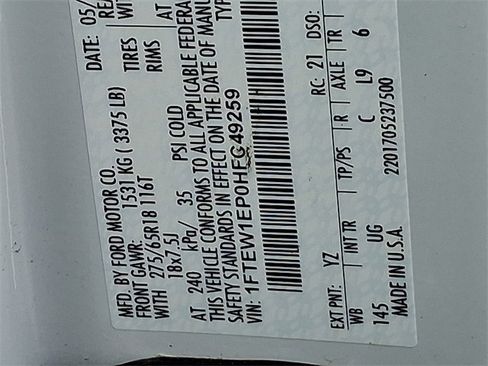 MFD. BY FORD MOTOR CO.
DATE: 05/
FRONT GAWR: 1531 KG ( 3375 LB)
WITH 275/65R18 116T TIRES
18x7.5J RIMS
AT 240 kPa/ 35 PSI COLD AT
THIS VEHICLE CONFORMS TO ALL APPLICABLE FEDERA
SAFETY STANDARDS IN EFFECT ON THE DATE OF MANU
VIN: 1FTEW1EP0HFC49259 TYP
EXT PNT: YZ RC: 21 DSO:
WB INT TR TP/PS R AXLE TR
145 UG C L9 6
MADE IN U.S.A. 2201705237500